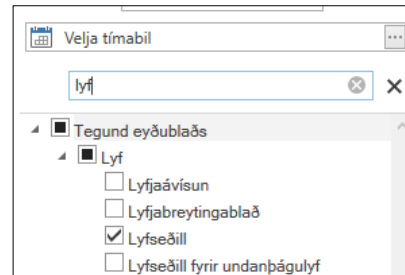 Velja tímabil
lyf
Tegund eyðublaðs
Lyf
Lyfjaávísun
Lyfjabreytingablað
Lyfseðill
Lyfseðill fyrir undanþágulyf